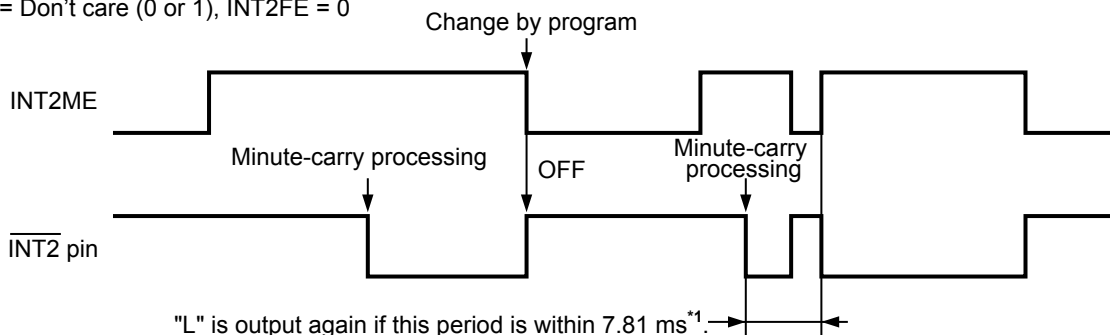 = Don't care (0 or 1), INT2FE = 0
Change by program
INT2ME
Minute-carry processing
OFF
Minute-carry
processing
INT2 pin
"L" is output again if this period is within 7.81 ms*1.